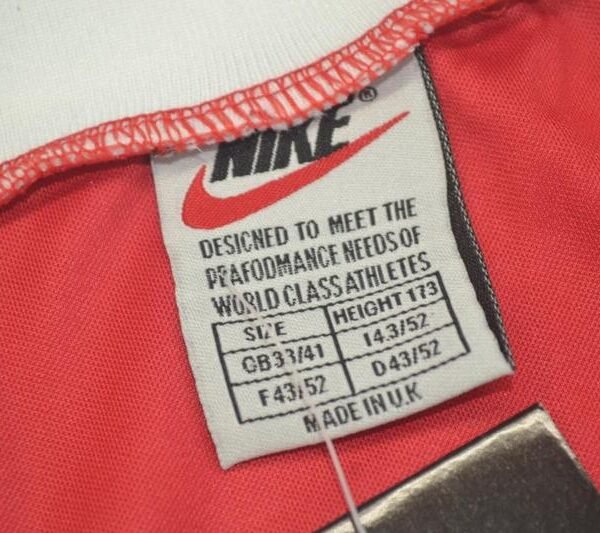 NIKE®
DESIGNED TO MEET THE
PRAFODMANCE NEEDS OF
WORLD CLASS ATHLETES
SIZE HEIGHT 173
GB33/41 I43/52
F43/52 D43/52
MADE IN U.K